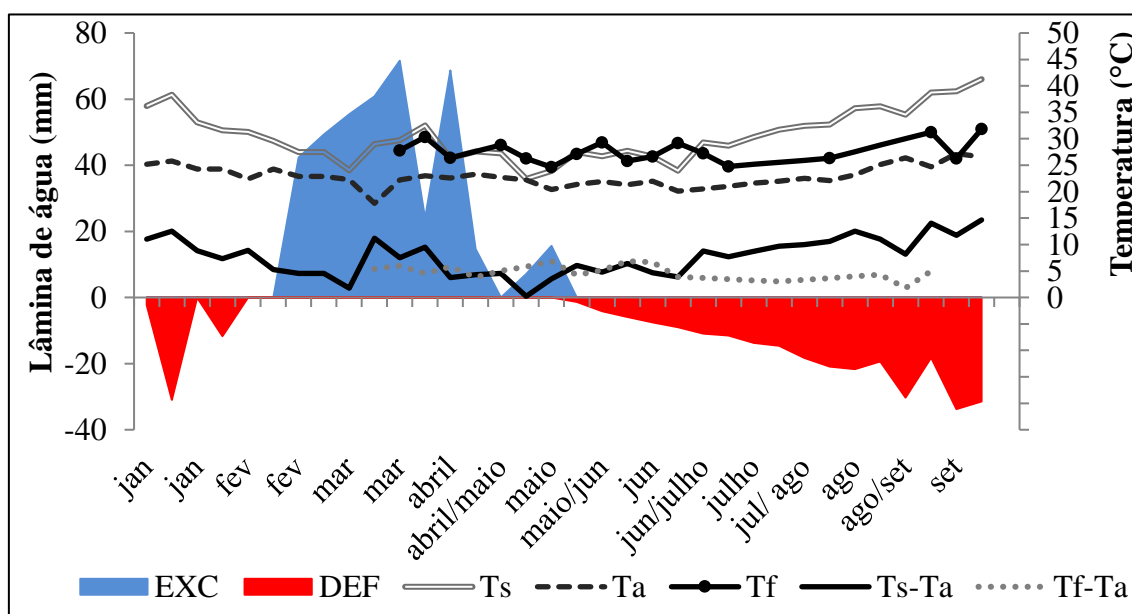 Lâmina de água (mm)
80
60
40
20
0
-20
-40
50
45
40
35
30
25
20
15
10
5
0
Temperatura (°C)
jan
jan
fev
fev
mar
mar
abril
abril/maio
maio
maio/jun
jun
jun/julho
julho
jul/ ago
ago
ago/set
set
EXC DEF Ts Ta Tf Ts-Ta Tf-Ta